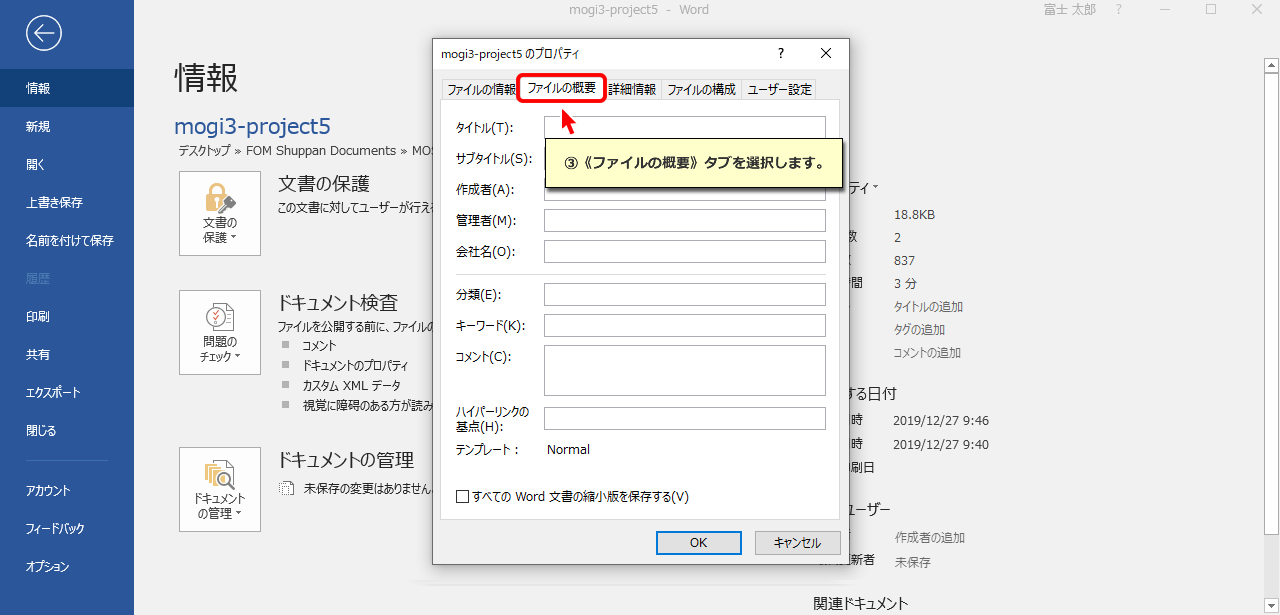 mogi3-project5 - Word
富士 太郎
?
情報
新規
開く
上書き保存
名前を付けて保存
履歴
印刷
共有
エクスポート
閉じる
アカウント
フィードバック
オプション
情報
mogi3-project5
デスクトップ » FOM Shuppan Documents » MOS
文書の
保護
文書の保護
この文書に対してユーザーが行え
問題の
チェック
ドキュメント検査
ファイルを公開する前に、ファイルの
コメント
ドキュメントのプロパティ
カスタム XML データ
視覚に障碍のある方が読み
ドキュメント
の管理
ドキュメントの管理
未保存の変更はありません。
mogi3-project5 のプロパティ
?
ファイルの情報
ファイルの概要
詳細情報
ファイルの構成
ユーザー設定
タイトル(T):
サブタイトル(S):
③《ファイルの概要》タブを選択します。
作成者(A):
管理者(M):
会社名(O):
分類(E):
キーワード(K):
コメント(C):
ハイパーリンクの
基点(H):
テンプレート: Normal
すべての Word 文書の縮小版を保存する(V)
OK
キャンセル
ティ
18.8KB
数 2
837
時間 3 分
タイトルの追加
タグの追加
コメントの追加
する日付
時 2019/12/27 9:46
時 2019/12/27 9:40
刷日
ユーザー
作成者の追加
新者 未保存
関連ドキュメント